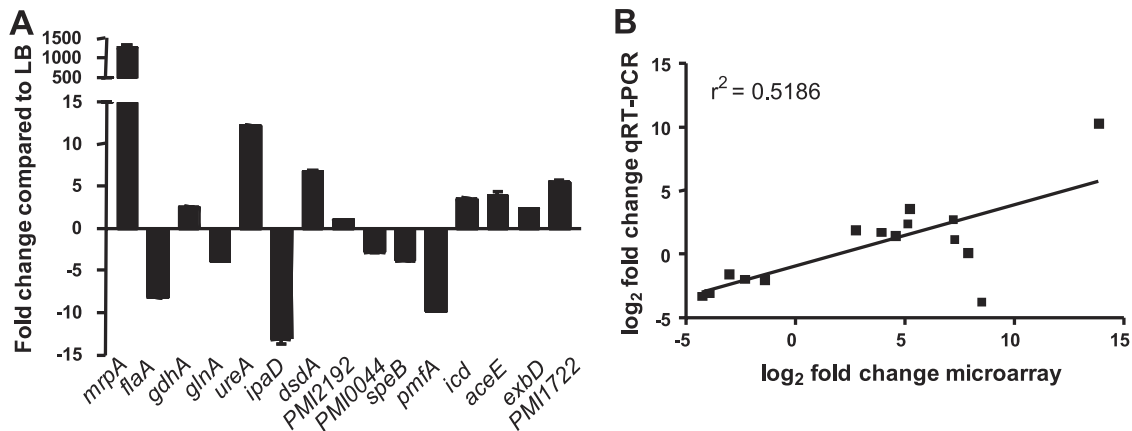 A
Fold change compared to LB
1500
1000
500
15
10
5
0
-5
-10
-15
mrpA
flaA
gdhA
glnA
ureA
ipaD
dsdA
PMI2192
PMI0044
speB
pmfA
icd
aceE
exbD
PMI1722
B
log2 fold change qRT-PCR
15
10
5
0
-5
r2 = 0.5186
-5
0
5
10
15
log2 fold change microarray